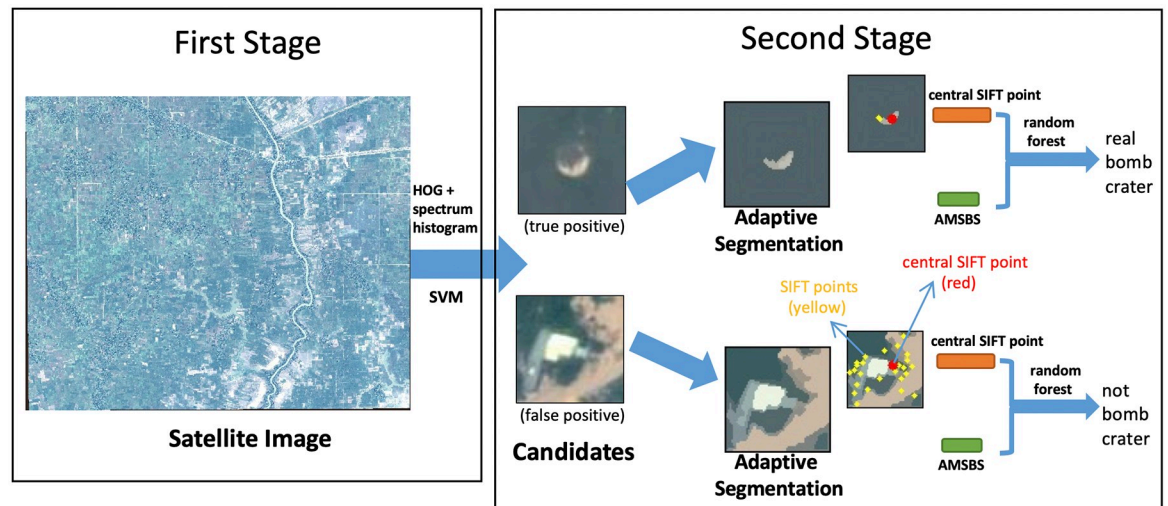 First Stage
HOG +
spectrum
histogram
SVM
Satellite Image
Second Stage
(true positive)
(false positive)
Candidates
Adaptive
Segmentation
central SIFT point
random
forest
AMSBS
real
bomb
crater
SIFT points
(yellow)
central SIFT point
(red)
Adaptive
Segmentation
central SIFT point
random
forest
AMSBS
not
bomb
crater